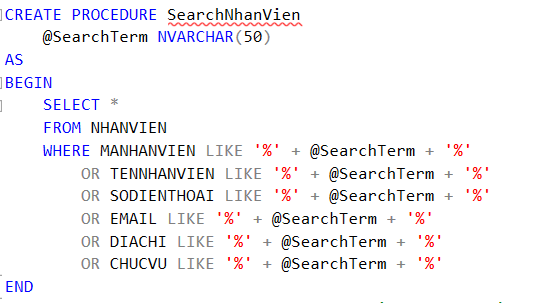 CREATE PROCEDURE SearchNhanVien
    @SearchTerm NVARCHAR(50)
AS
BEGIN
    SELECT *
    FROM NHANVIEN
    WHERE MANHANVIEN LIKE '%' + @SearchTerm + '%'
        OR TENNHANVIEN LIKE '%' + @SearchTerm + '%'
        OR SODIENTHOAI LIKE '%' + @SearchTerm + '%'
        OR EMAIL LIKE '%' + @SearchTerm + '%'
        OR DIACHI LIKE '%' + @SearchTerm + '%'
        OR CHUCVU LIKE '%' + @SearchTerm + '%'
END